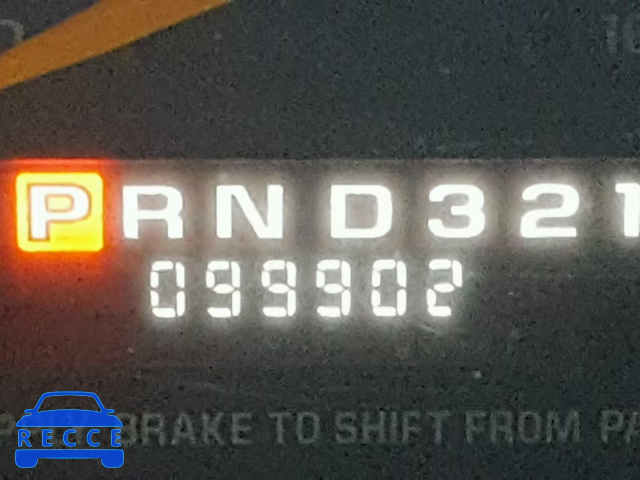 PRND321
099902
BRAKE TO SHIFT FROM PA
RECCE